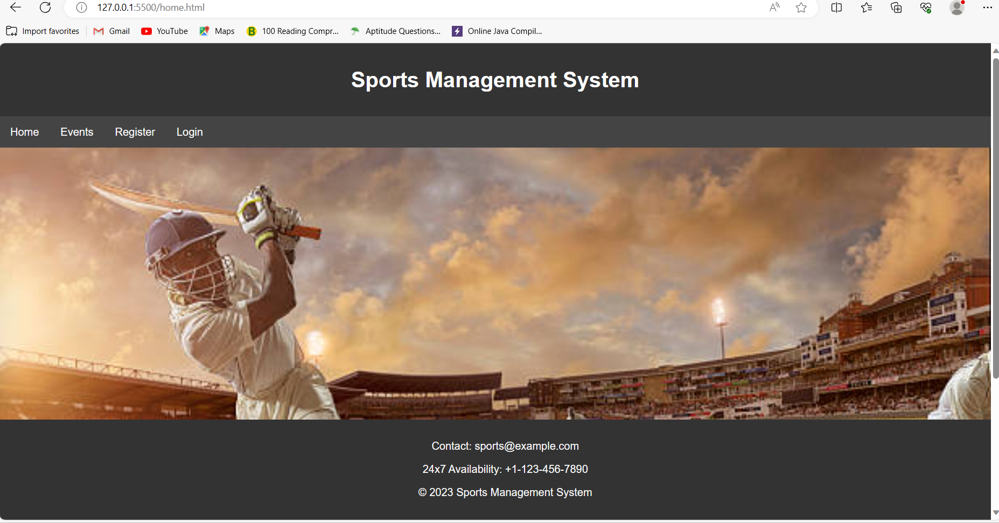 127.0.0.1:5500/home.html
Import favorites Gmail YouTube Maps 100 Reading Compr... Aptitude Questions... Online Java Compil...
Sports Management System
Home Events Register Login
Contact: sports@example.com
24x7 Availability: +1-123-456-7890
© 2023 Sports Management System